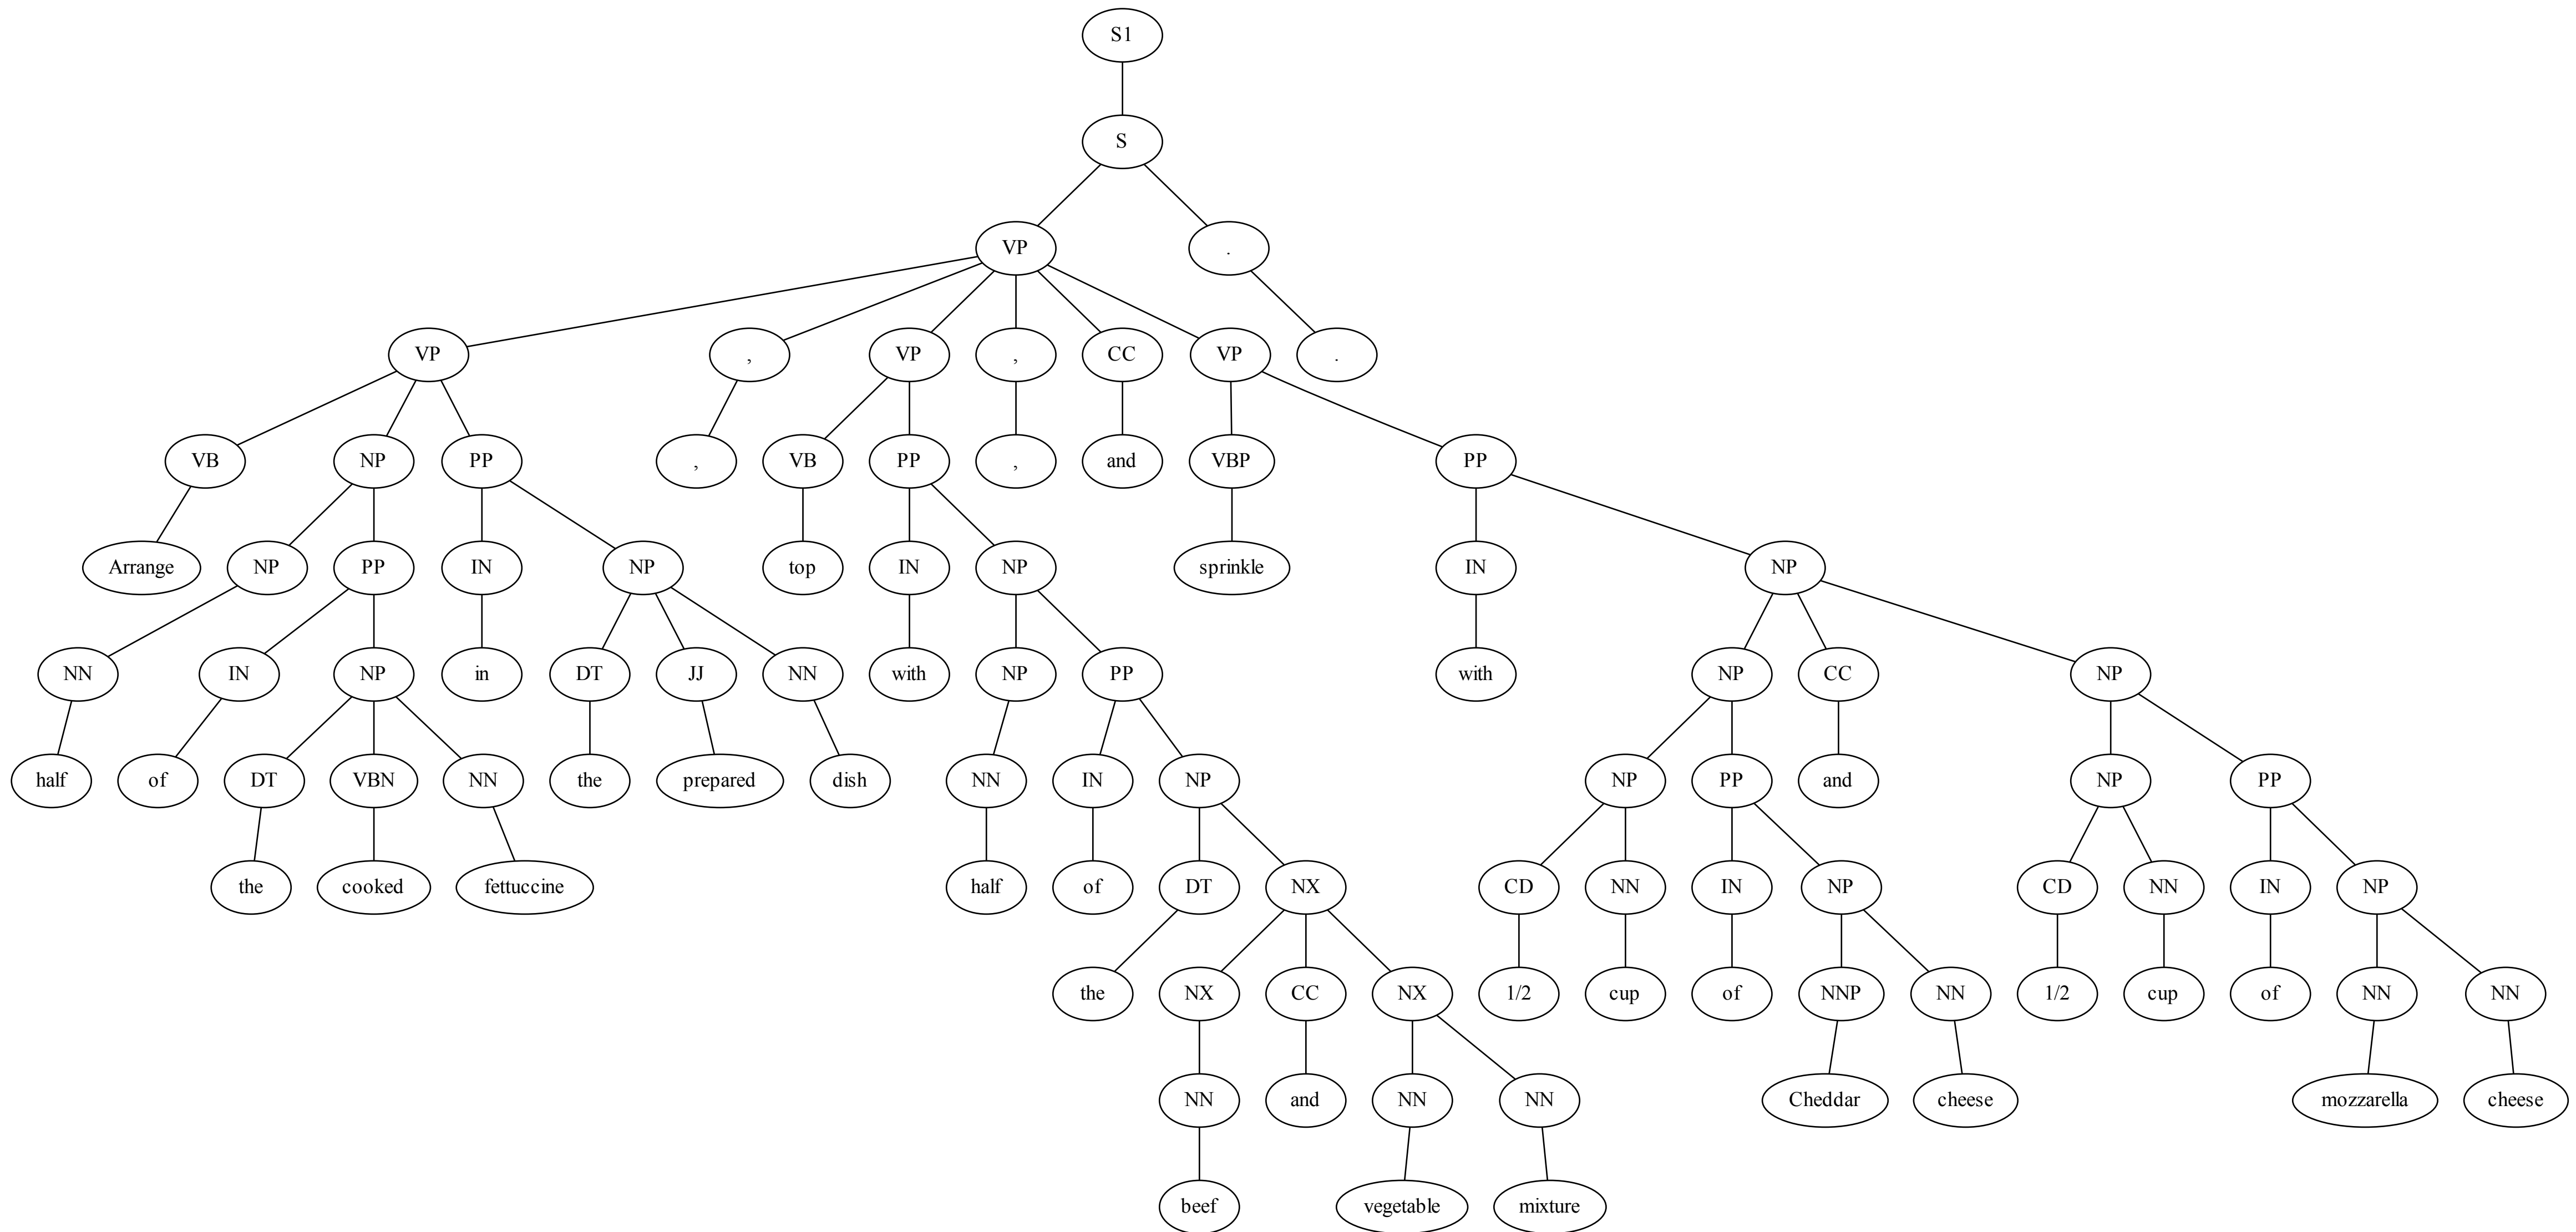 S1
S
VP .
VP , VP , CC VP .
VB NP PP , VB PP , and VBP PP
Arrange NP PP IN NP top IN NP sprinkle IN NP
NN IN NP in DT JJ NN with NP PP with NP CC NP
half of DT VBN NN the prepared dish NN IN NP NP PP and NP PP
the cooked fettuccine half of DT NX CD NN IN NP CD NN IN NP
the NX CC NX 1/2 cup of NNP NN 1/2 cup of NN NN
NN and NN NN Cheddar cheese mozzarella cheese
beef vegetable mixture